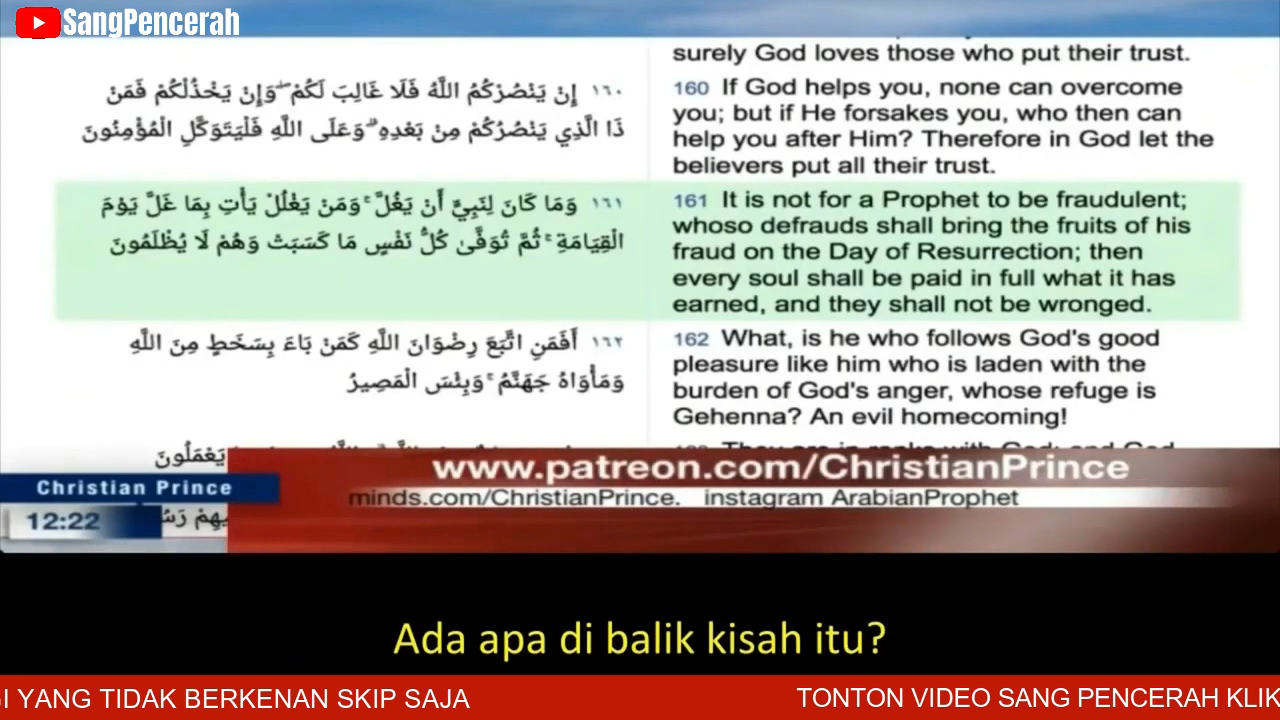 SangPencerah
surely God loves those who put their trust.
١٦٠ إِن يَنْصُرْكُمُ اللَّهُ فَلَا غَالِبَ لَكُمْ ۖ وَإِنْ يَخْذُلْكُمْ فَمَنْ
ذَا الَّذِي يَنْصُرُكُمْ مِنْ بَعْدِهِ ۗ وَعَلَى اللَّهِ فَلْيَتَوَكَّلِ الْمُؤْمِنُونَ
160 If God helps you, none can overcome
you; but if He forsakes you, who then can
help you after Him? Therefore in God let the
believers put all their trust.
١٦١ وَمَا كَانَ لِنَبِيٍّ أَن يَغُلَّ ۚ وَمَنْ يَغْلُلْ يَأْتِ بِمَا غَلَّ يَوْمَ
الْقِيَامَةِ ۚ ثُمَّ تُوَفَّىٰ كُلُّ نَفْسٍ مَا كَسَبَتْ وَهُمْ لَا يُظْلَمُونَ
161 It is not for a Prophet to be fraudulent;
whoso defrauds shall bring the fruits of his
fraud on the Day of Resurrection; then
every soul shall be paid in full what it has
earned, and they shall not be wronged.
١٦٢ أَفَمَنِ اتَّبَعَ رِضْوَانَ اللَّهِ كَمَنْ بَاءَ بِسَخَطٍ مِنَ اللَّهِ
وَمَأْوَاهُ جَهَنَّمُ ۚ وَبِئْسَ الْمَصِيرُ
162 What, is he who follows God's good
pleasure like him who is laden with the
burden of God's anger, whose refuge is
Gehenna? An evil homecoming!
يَعْمَلُونَ
www.patreon.com/ChristianPrince
Christian Prince
minds.com/ChristianPrince. instagram ArabianProphet
12:22
Ada apa di balik kisah itu?
GI YANG TIDAK BERKENAN SKIP SAJA
TONTON VIDEO SANG PENCERAH KLIK